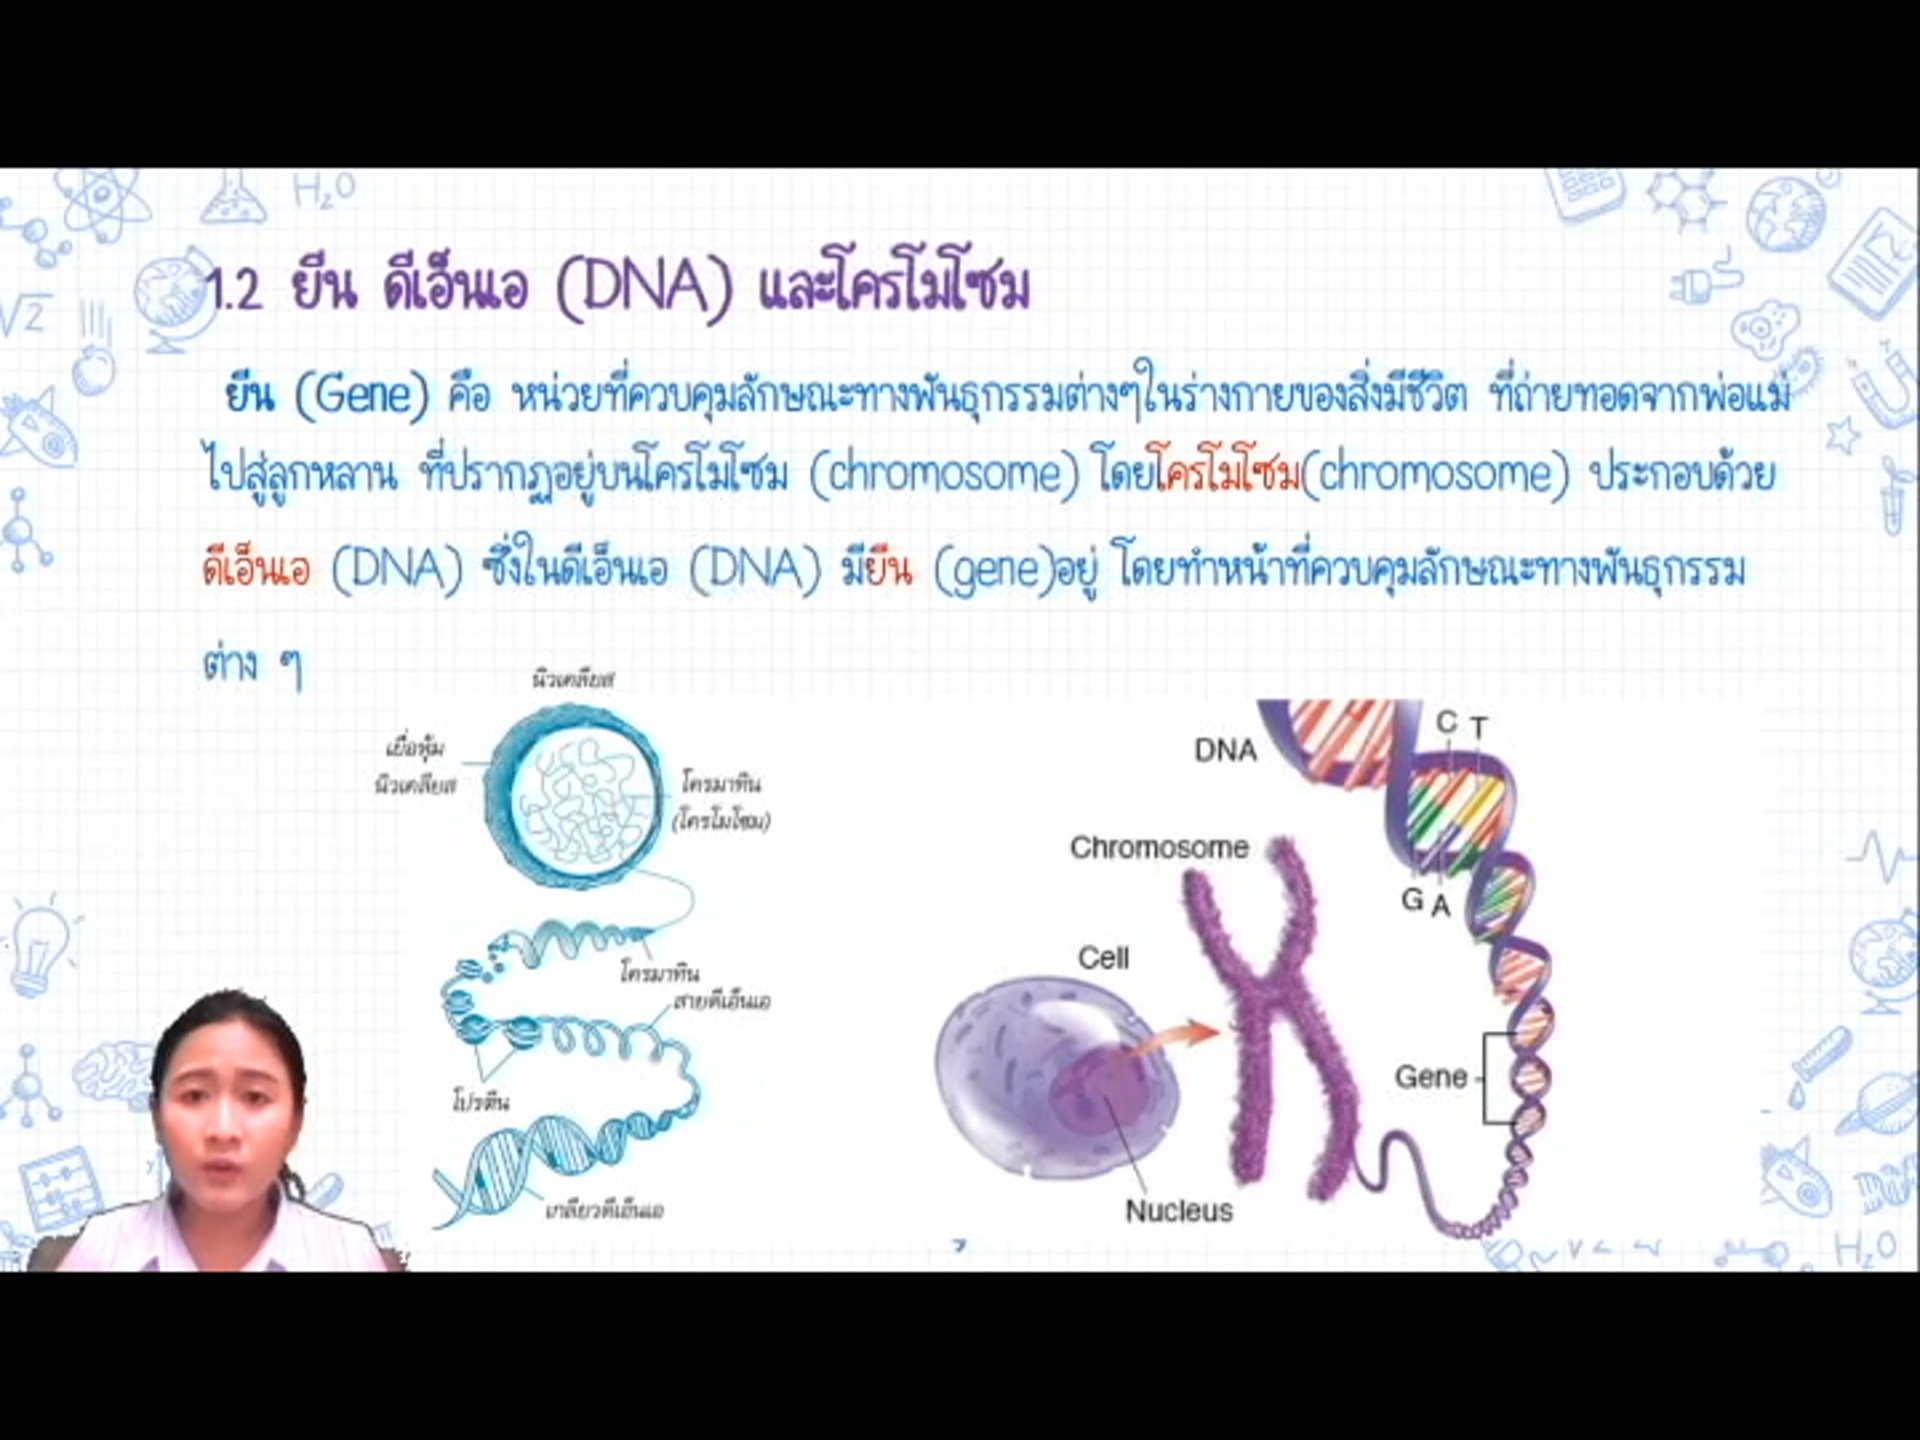 1.2 ยีน ดีเอ็นเอ (DNA) และโครโมโซม
ยีน (Gene) คือ หน่วยที่ควบคุมลักษณะทางพันธุกรรมต่างๆในร่างกายของสิ่งมีชีวิต ที่ถ่ายทอดจากพ่อแม่
ไปสู่ลูกหลาน ที่ปรากฏอยู่บนโครโมโซม (chromosome) โดยโครโมโซม(chromosome) ประกอบด้วย
ดีเอ็นเอ (DNA) ซึ่งในดีเอ็นเอ (DNA) มียีน (gene)อยู่ โดยทำหน้าที่ควบคุมลักษณะทางพันธุกรรม
ต่าง ๆ
นิวเคลียส
เยื่อหุ้ม
นิวเคลียส
โครมาทิน
(โครโมโซม)
โครมาทิน
สายดีเอ็นเอ
โปรตีน
เกลียวดีเอ็นเอ
DNA
C T
G A
Chromosome
Cell
Gene
Nucleus
H₂O
√2
H₂O